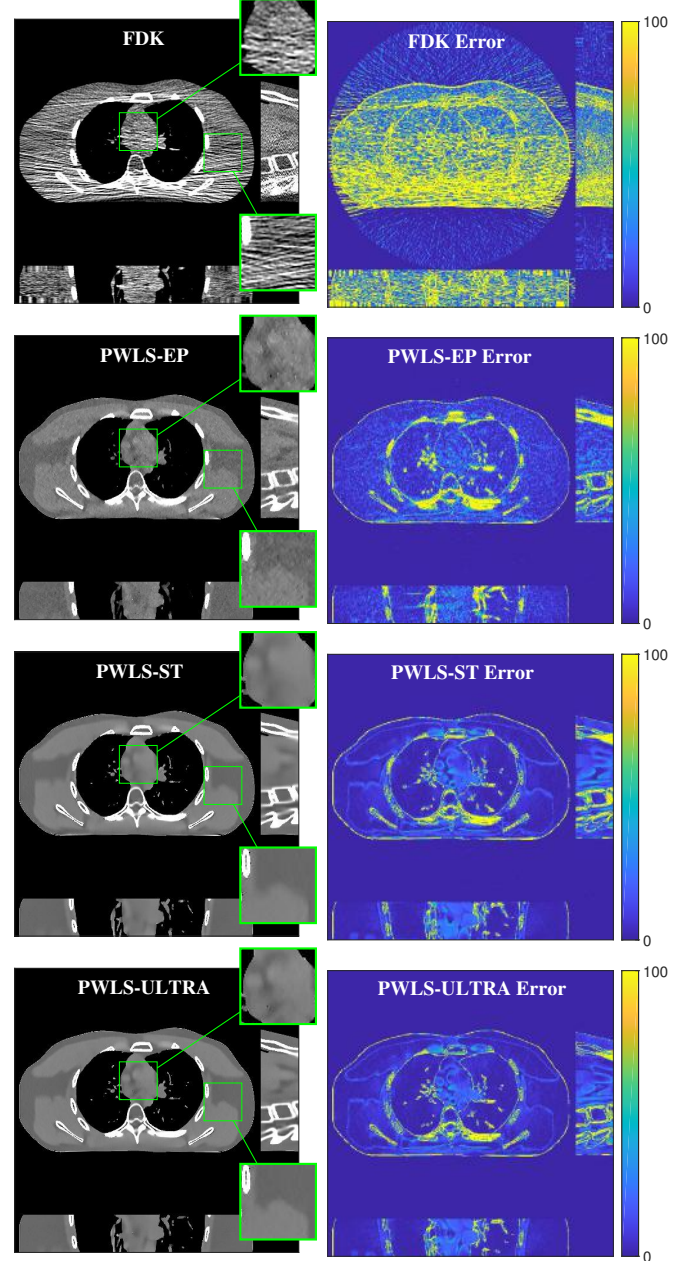 FDK
FDK Error
100
0
PWLS-EP
PWLS-EP Error
100
0
PWLS-ST
PWLS-ST Error
100
0
PWLS-ULTRA
PWLS-ULTRA Error
100
0